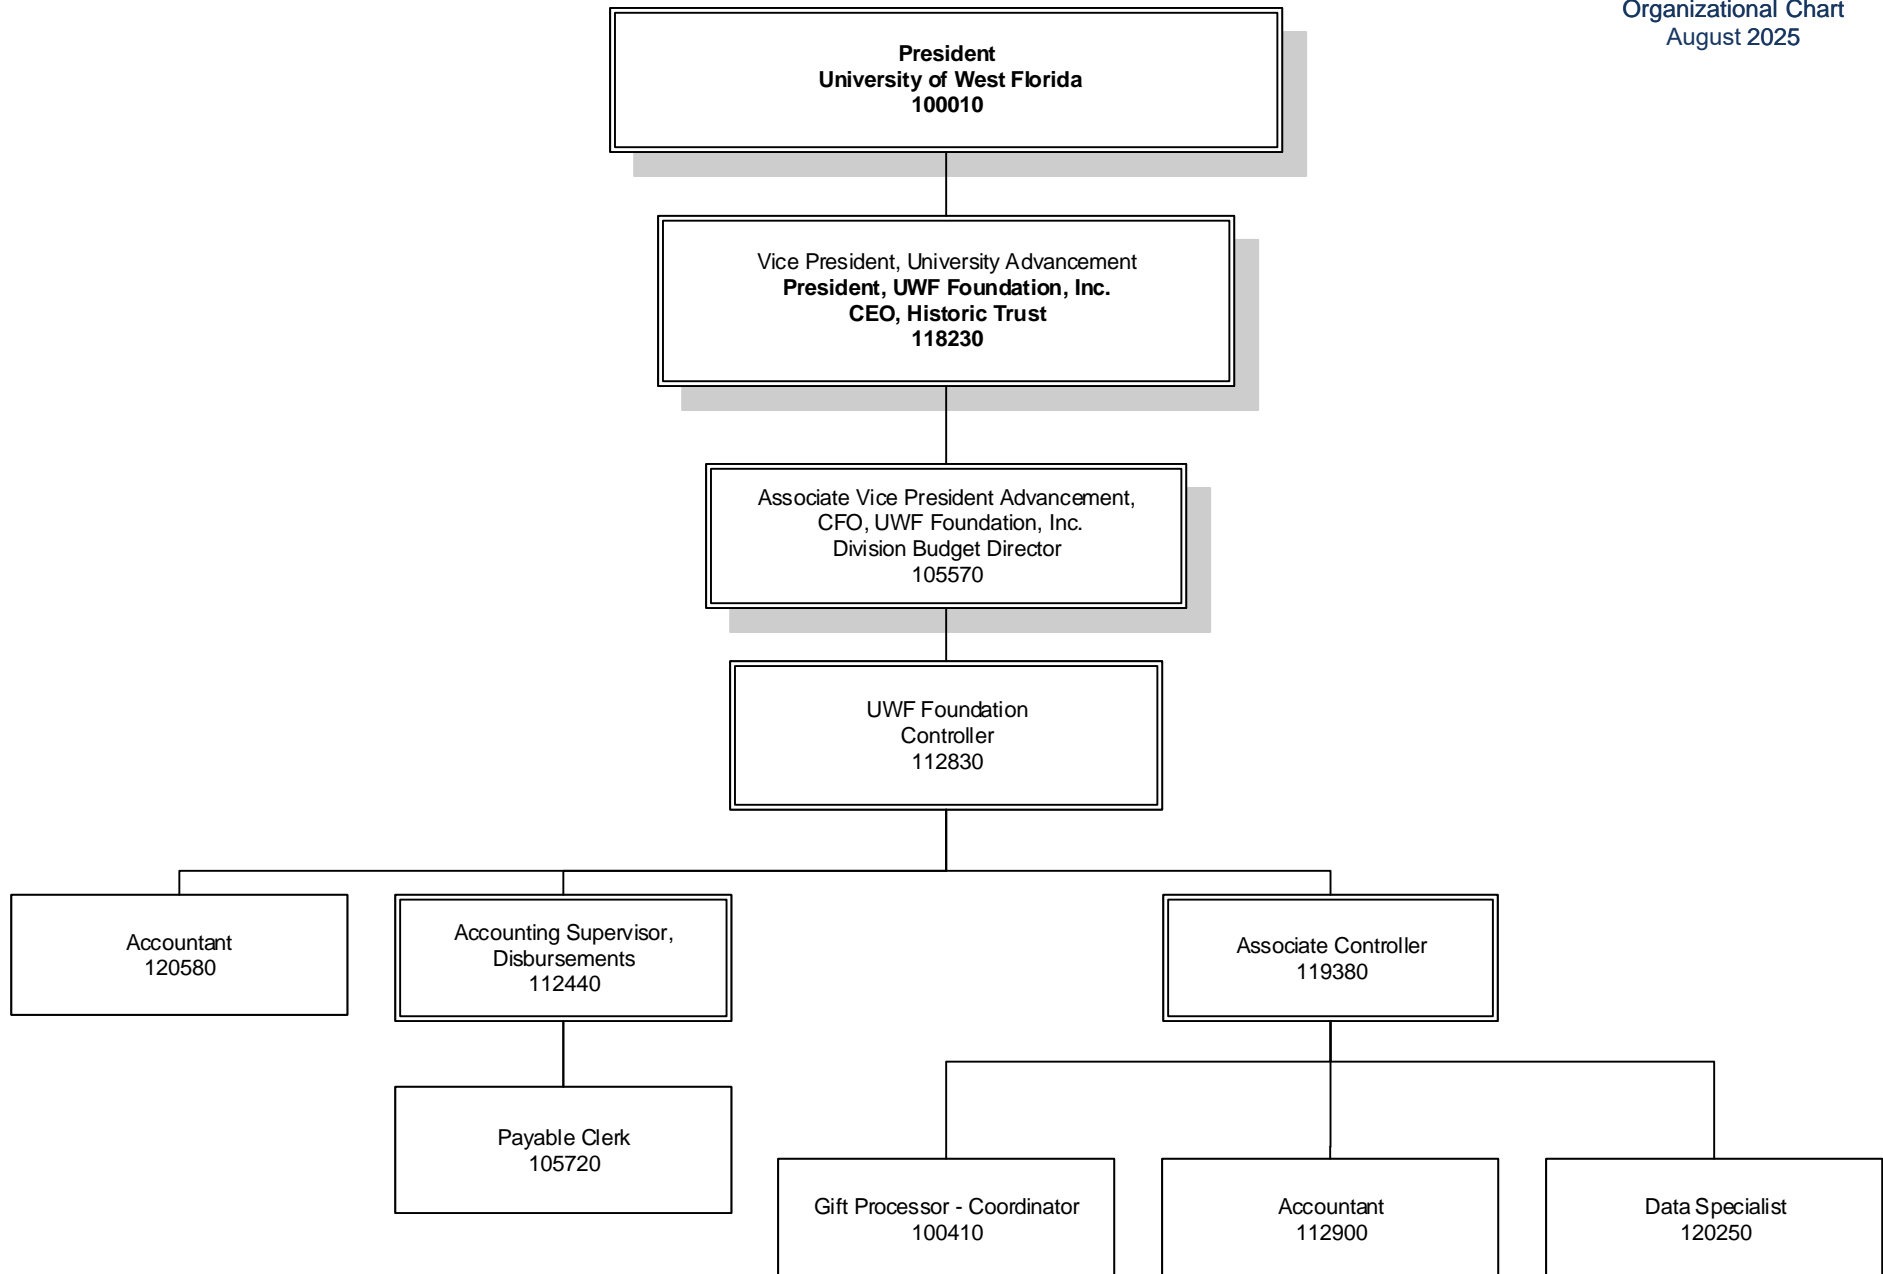 Organizational Chart
August 2025
President
University of West Florida
100010
Vice President, University Advancement
President, UWF Foundation, Inc.
CEO, Historic Trust
118230
Associate Vice President Advancement,
CFO, UWF Foundation, Inc.
Division Budget Director
105570
UWF Foundation
Controller
112830
Accountant
120580
Accounting Supervisor,
Disbursements
112440
Associate Controller
119380
Payable Clerk
105720
Gift Processor - Coordinator
100410
Accountant
112900
Data Specialist
120250